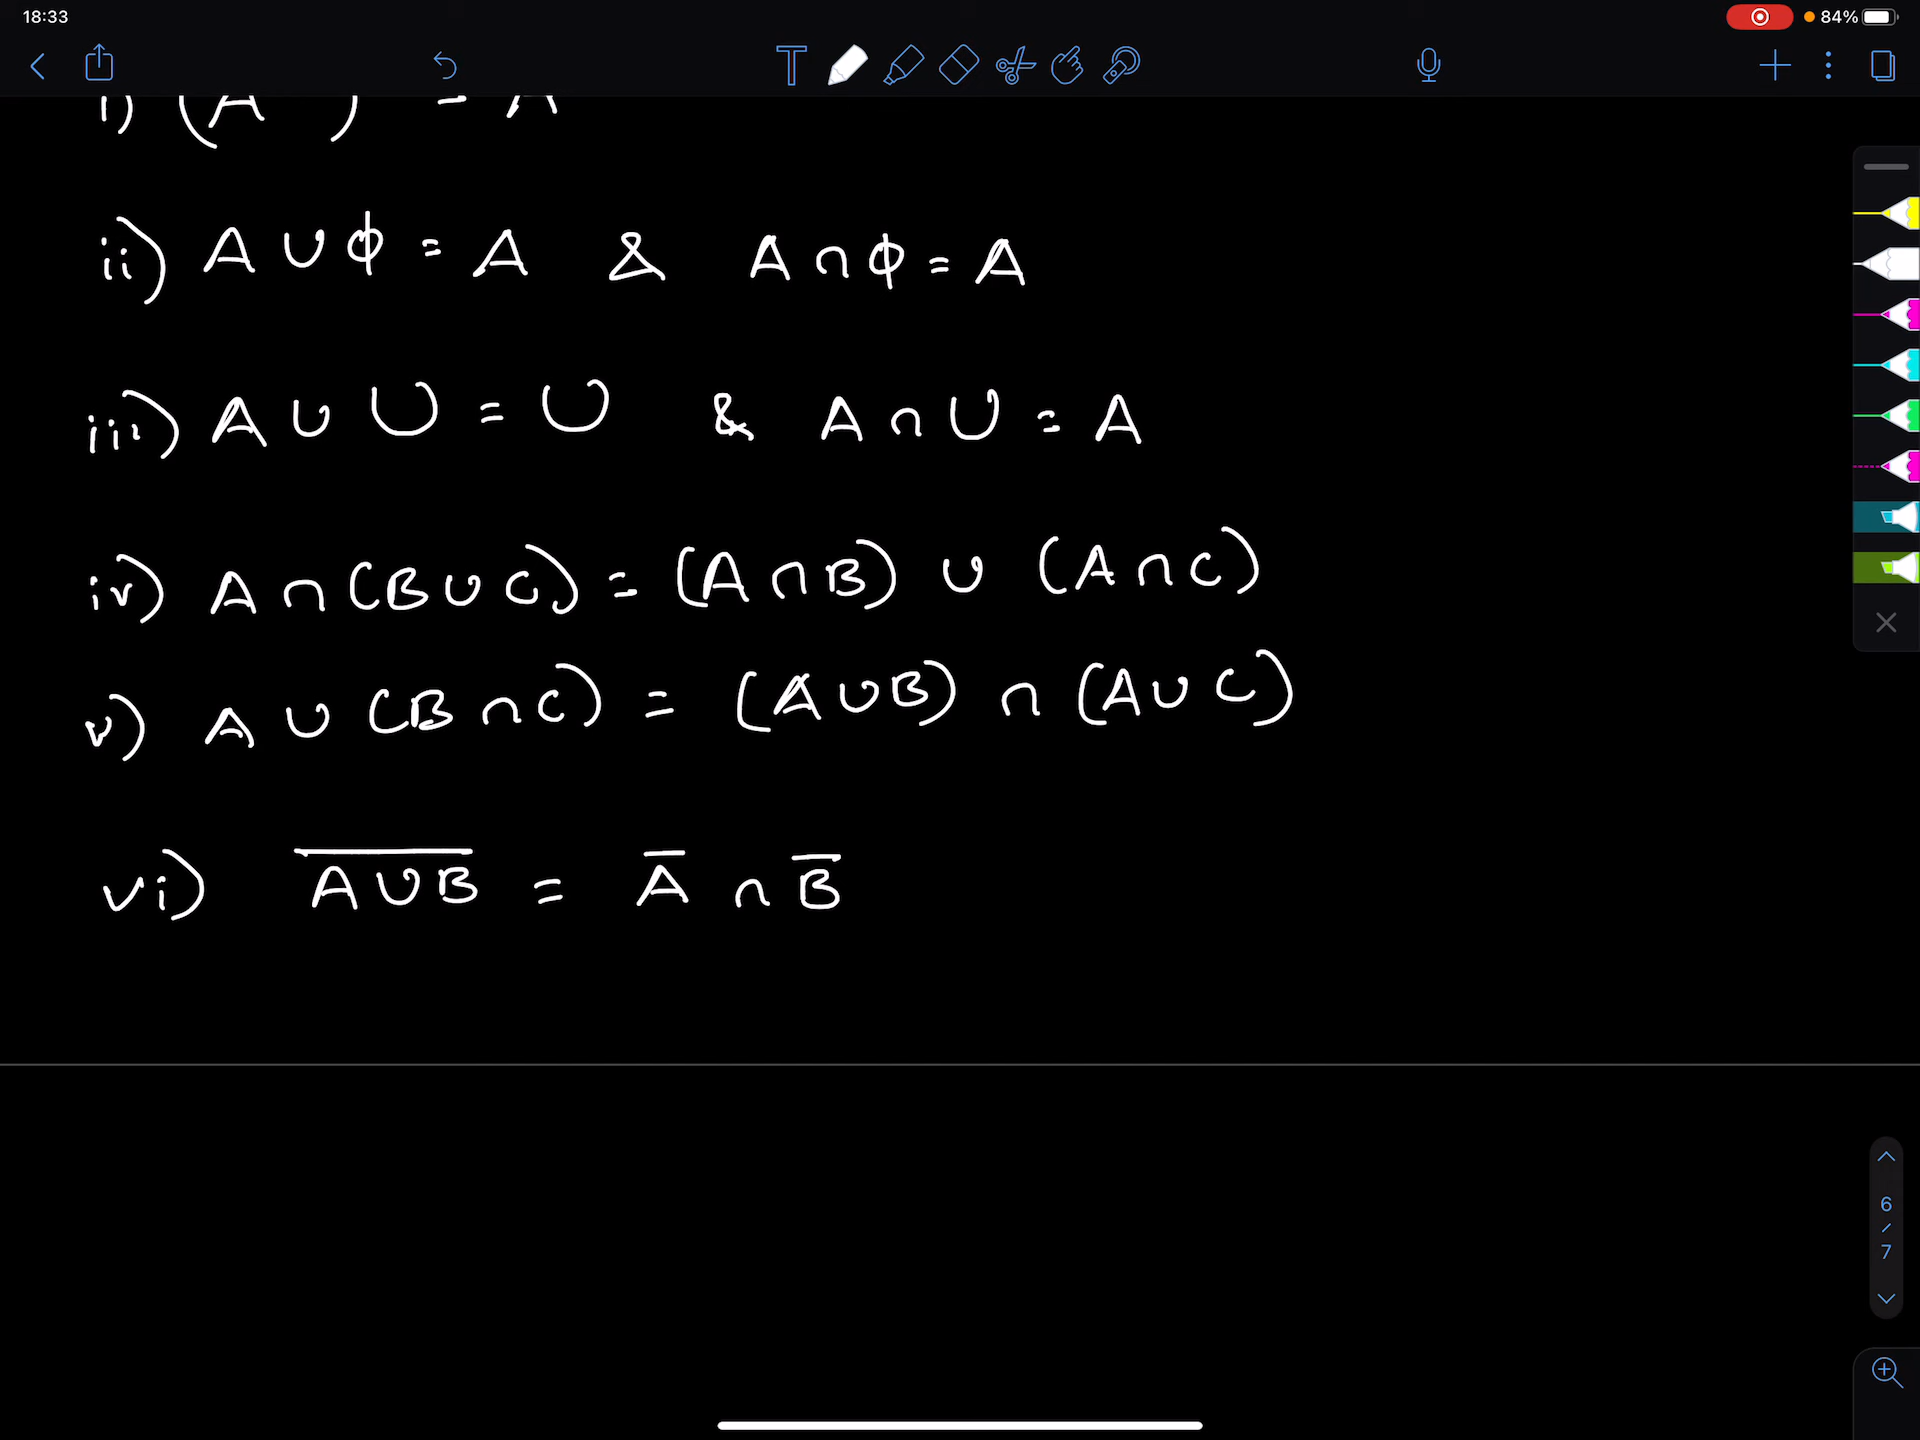 18:33
84%
i) (A ) = A
ii) A ∪ ϕ = A & A ∩ ϕ = A
iii) A ∪ U = U & A ∩ U = A
iv) A ∩ (B ∪ C) = (A ∩ B) ∪ (A ∩ C)
v) A ∪ (B ∩ C) = (A ∪ B) ∩ (A ∪ C)
vi) A̅ ̅∪̅ ̅B̅ = A̅ ∩ B̅
6
/
7